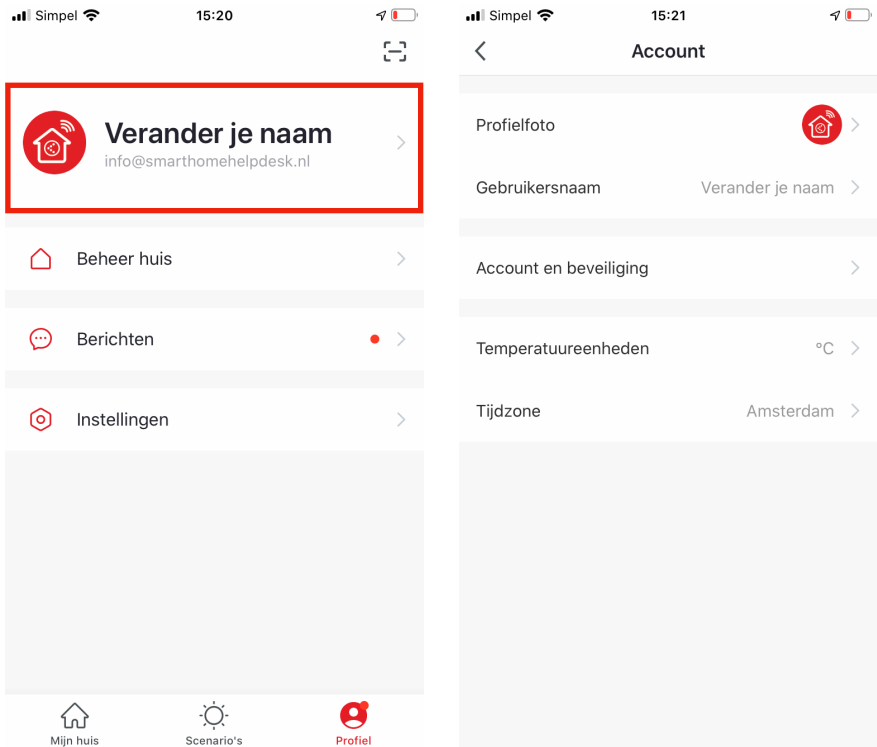 Simpel 15:20
Verander je naam
info@smarthomehelpdesk.nl
Beheer huis
Berichten
Instellingen
Mijn huis Scenario's Profiel
Simpel 15:21
Account
Profielfoto
Gebruikersnaam Verander je naam
Account en beveiliging
Temperatuureenheden °C
Tijdzone Amsterdam